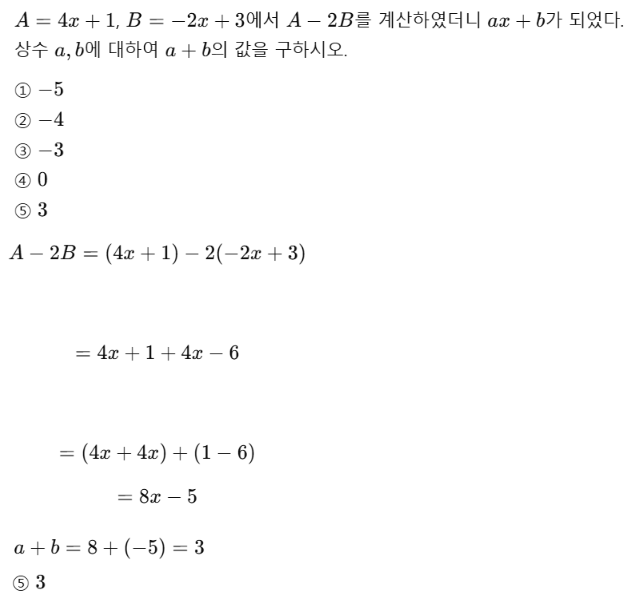 A = 4x + 1, B = −2x + 3에서 A − 2B를 계산하였더니 ax + b가 되었다.
상수 a, b에 대하여 a + b의 값을 구하시오.
① −5
② −4
③ −3
④ 0
⑤ 3
A − 2B = (4x + 1) − 2(−2x + 3)
= 4x + 1 + 4x − 6
= (4x + 4x) + (1 − 6)
= 8x − 5
a + b = 8 + (−5) = 3
⑤ 3